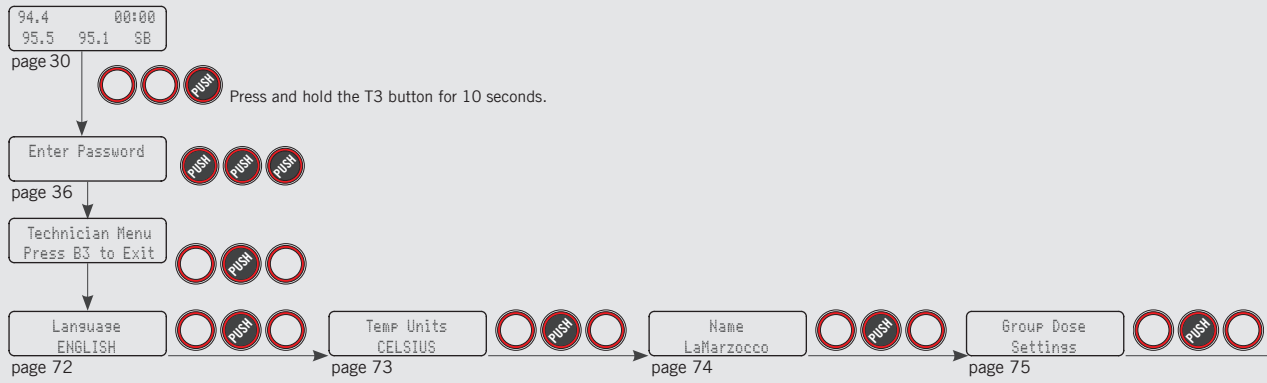 94.4 00:00
95.5 95.1 SB
page 30
PUSH
Press and hold the T3 button for 10 seconds.
Enter Password
PUSH PUSH PUSH
page 36
Technician Menu
Press B3 to Exit
PUSH
Language
ENGLISH
PUSH
page 72
Temp Units
CELSIUS
PUSH
page 73
Name
LaMarzocco
PUSH
page 74
Group Dose
Settings
PUSH
page 75